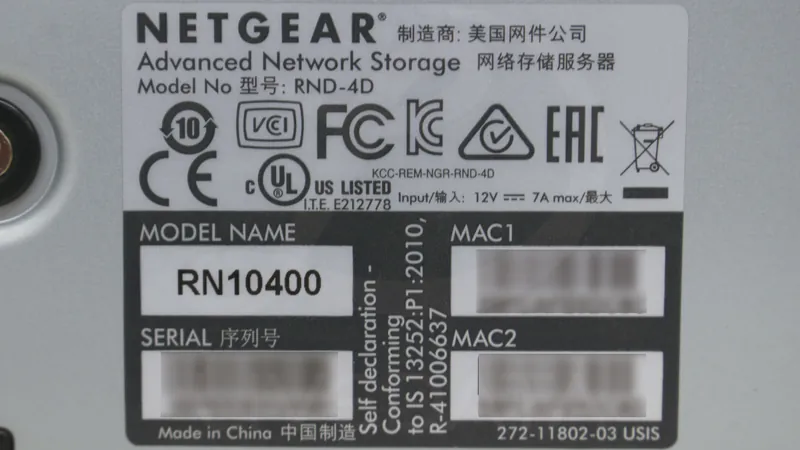 NETGEAR® 制造商: 美国网件公司
Advanced Network Storage 网络存储服务器
Model No 型号: RND-4D
10 VCCI FC KC EAC
KCC-REM-NGR-RND-4D
CE c UL® US LISTED
I.T.E. E212778
Input/输入: 12V ⎓ 7A max/最大
MODEL NAME
RN10400
SERIAL 序列号
Self declaration -
Conforming
to IS 13252:P1:2010,
R-41006637
MAC1
MAC2
Made in China 中国制造
272-11802-03 USIS